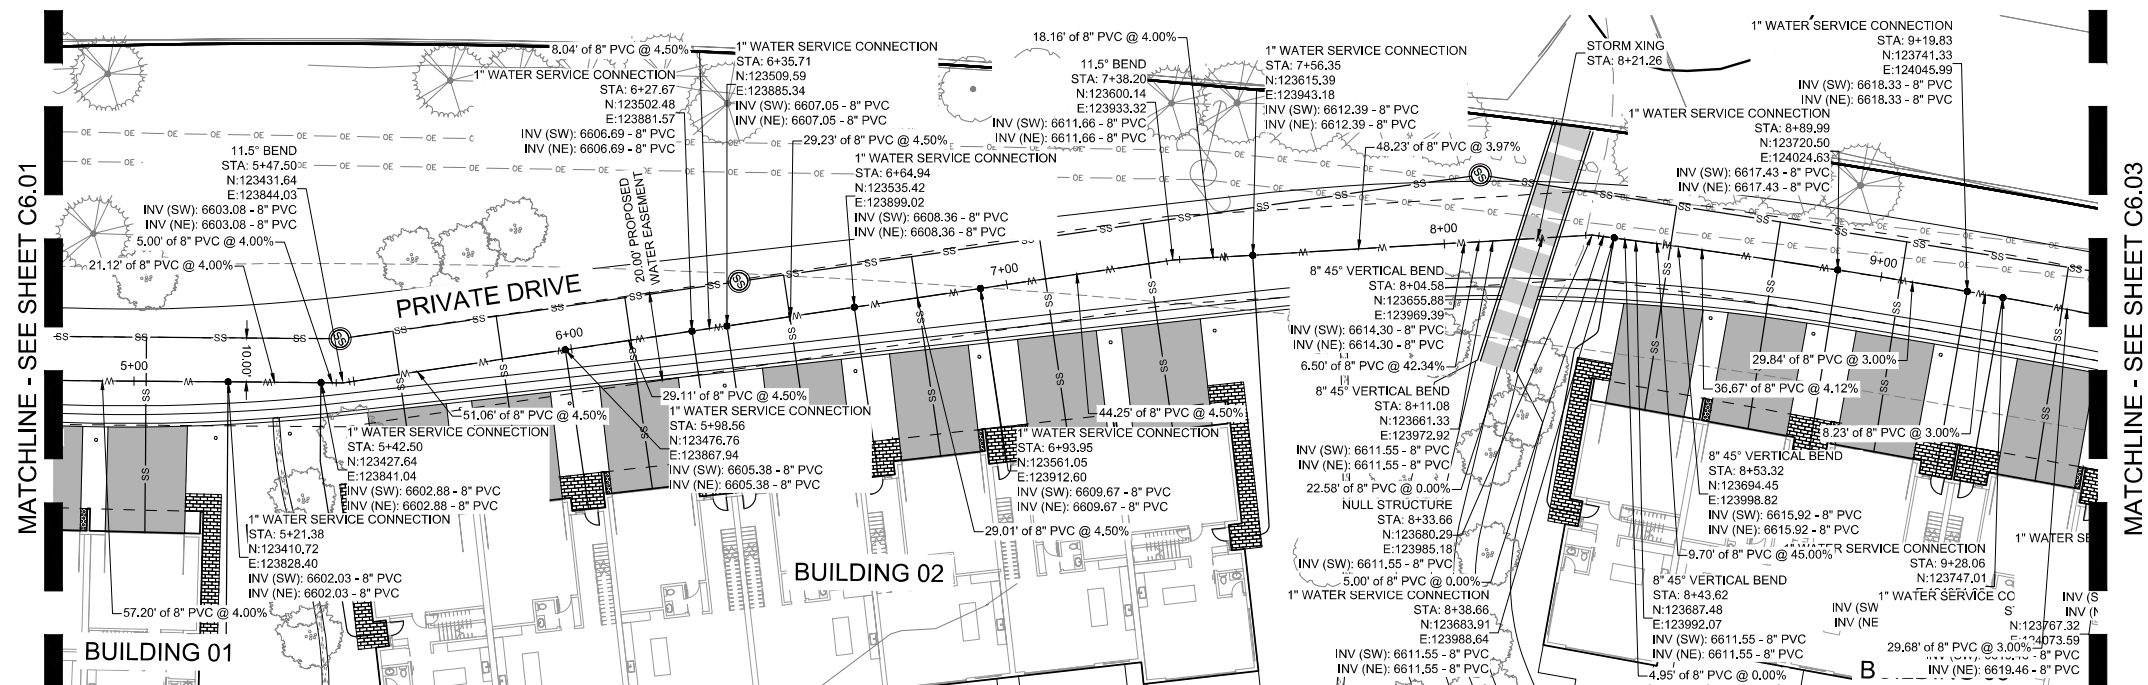 MATCHLINE - SEE SHEET C6.01
8.04' of 8" PVC @ 4.50%
1" WATER SERVICE CONNECTION
STA: 6+27.67
N:123502.48
E:123881.57
INV (SW): 6606.69 - 8" PVC
INV (NE): 6606.69 - 8" PVC
1" WATER SERVICE CONNECTION
STA: 6+35.71
N:123509.59
E:123885.34
INV (SW): 6607.05 - 8" PVC
INV (NE): 6607.05 - 8" PVC
29.23' of 8" PVC @ 4.50%
1" WATER SERVICE CONNECTION
STA: 6+64.94
N:123535.42
E:123899.02
INV (SW): 6608.36 - 8" PVC
INV (NE): 6608.36 - 8" PVC
18.16' of 8" PVC @ 4.00%
11.5° BEND
STA: 7+38.20
N:123600.14
E:123933.32
INV (SW): 6611.66 - 8" PVC
INV (NE): 6611.66 - 8" PVC
1" WATER SERVICE CONNECTION
STA: 7+56.35
N:123615.39
E:123943.18
INV (SW): 6612.39 - 8" PVC
INV (NE): 6612.39 - 8" PVC
48.23' of 8" PVC @ 3.97%
STORM XING
STA: 8+21.26
1" WATER SERVICE CONNECTION
STA: 9+19.83
N:123741.33
E:124045.99
INV (SW): 6618.33 - 8" PVC
INV (NE): 6618.33 - 8" PVC
1" WATER SERVICE CONNECTION
STA: 8+89.99
N:123720.50
E:124024.63
INV (SW): 6617.43 - 8" PVC
INV (NE): 6617.43 - 8" PVC
11.5° BEND
STA: 5+47.50
N:123431.64
E:123844.03
INV (SW): 6603.08 - 8" PVC
INV (NE): 6603.08 - 8" PVC
5.00' of 8" PVC @ 4.00%
21.12' of 8" PVC @ 4.00%
20.00' PROPOSED
WATER EASEMENT
PRIVATE DRIVE
10.00'
5+00
6+00
7+00
8+00
9+00
51.06' of 8" PVC @ 4.50%
1" WATER SERVICE CONNECTION
STA: 5+42.50
N:123427.64
E:123841.04
INV (SW): 6602.88 - 8" PVC
INV (NE): 6602.88 - 8" PVC
1" WATER SERVICE CONNECTION
STA: 5+21.38
N:123410.72
E:123828.40
INV (SW): 6602.03 - 8" PVC
INV (NE): 6602.03 - 8" PVC
57.20' of 8" PVC @ 4.00%
BUILDING 01
29.11' of 8" PVC @ 4.50%
1" WATER SERVICE CONNECTION
STA: 5+98.56
N:123476.76
E:123867.94
INV (SW): 6605.38 - 8" PVC
INV (NE): 6605.38 - 8" PVC
44.25' of 8" PVC @ 4.50%
1" WATER SERVICE CONNECTION
STA: 6+93.95
N:123561.05
E:123912.60
INV (SW): 6609.67 - 8" PVC
INV (NE): 6609.67 - 8" PVC
29.01' of 8" PVC @ 4.50%
BUILDING 02
8" 45° VERTICAL BEND
STA: 8+04.58
N:123655.88
E:123969.39
INV (SW): 6614.30 - 8" PVC
INV (NE): 6614.30 - 8" PVC
6.50' of 8" PVC @ 42.34%
8" 45° VERTICAL BEND
STA: 8+11.08
N:123661.33
E:123972.92
INV (SW): 6611.55 - 8" PVC
INV (NE): 6611.55 - 8" PVC
22.58' of 8" PVC @ 0.00%
NULL STRUCTURE
STA: 8+33.66
N:123680.29
E:123985.18
INV (SW): 6611.55 - 8" PVC
5.00' of 8" PVC @ 0.00%
1" WATER SERVICE CONNECTION
STA: 8+38.66
N:123683.91
E:123988.64
INV (SW): 6611.55 - 8" PVC
INV (NE): 6611.55 - 8" PVC
29.84' of 8" PVC @ 3.00%
36.67' of 8" PVC @ 4.12%
8.23' of 8" PVC @ 3.00%
8" 45° VERTICAL BEND
STA: 8+53.32
N:123694.45
E:123998.82
INV (SW): 6615.92 - 8" PVC
INV (NE): 6615.92 - 8" PVC
9.70' of 8" PVC @ 45.00%
8" 45° VERTICAL BEND
STA: 8+43.62
N:123687.48
E:123992.07
INV (SW): 6611.55 - 8" PVC
INV (NE): 6611.55 - 8" PVC
4.95' of 8" PVC @ 0.00%
1" WATER SERVICE CONNECTION
STA: 9+28.06
N:123747.01
INV (SW
INV (NE
1" WATER SE
1" WATER SERVICE CO
N:123767.32
E:124073.59
29.68' of 8" PVC @ 3.00%
INV (NE): 6619.46 - 8" PVC
MATCHLINE - SEE SHEET C6.03